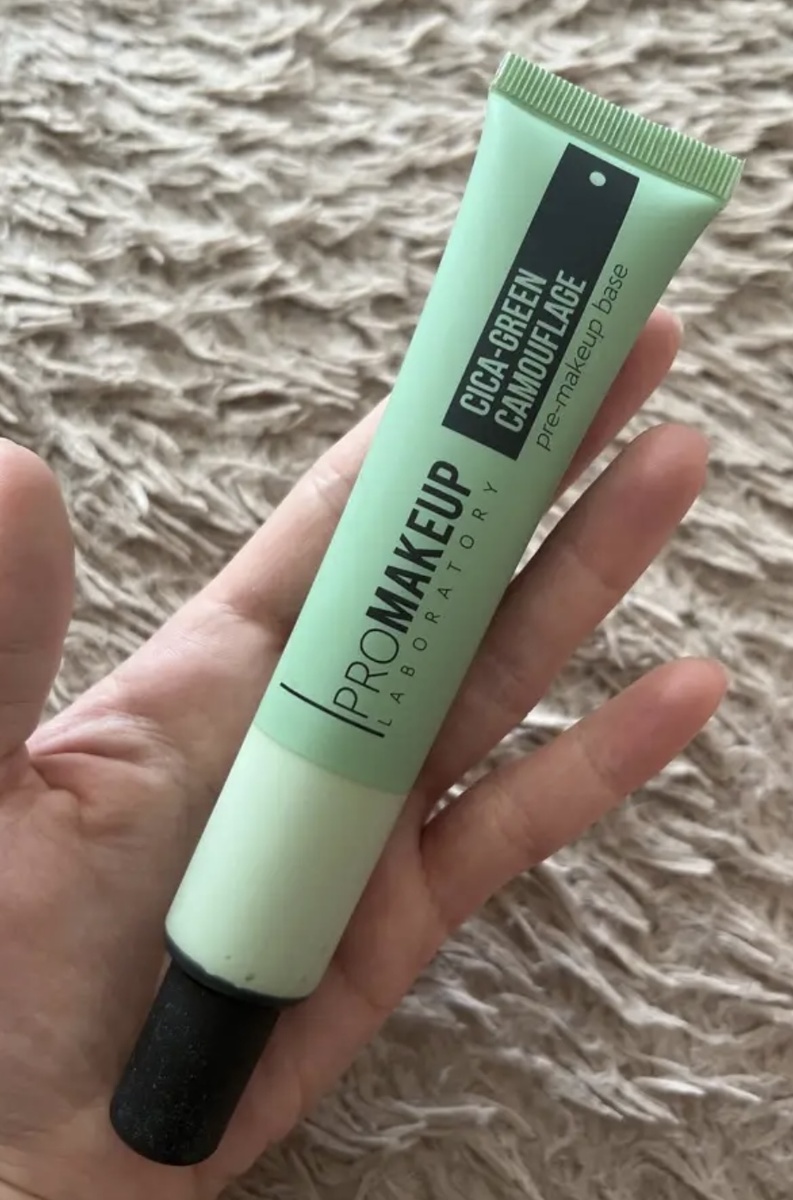 CICA-GREEN
CAMOUFLAGE
pre-makeup base
PROMAKEUP
LABORATORY